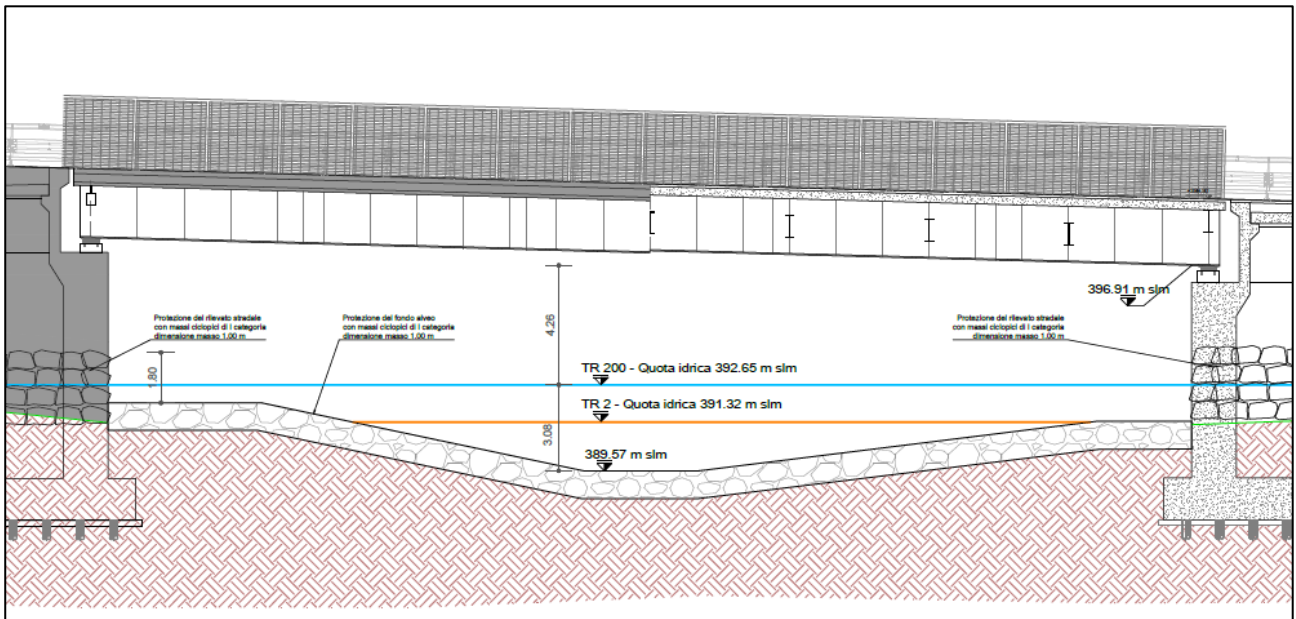 396.91 m slm
Protezione del rilevato stradale
con massi ciclopici di I categoria
dimensione masso 1.00 m
Protezione del fondo alveo
con massi ciclopici di I categoria
dimensione masso 1.00 m
Protezione del rilevato stradale
con massi ciclopici di I categoria
dimensione masso 1.00 m
4.26
1.80
TR 200 - Quota idrica 392.65 m slm
TR 2 - Quota idrica 391.32 m slm
3.08
389.57 m slm